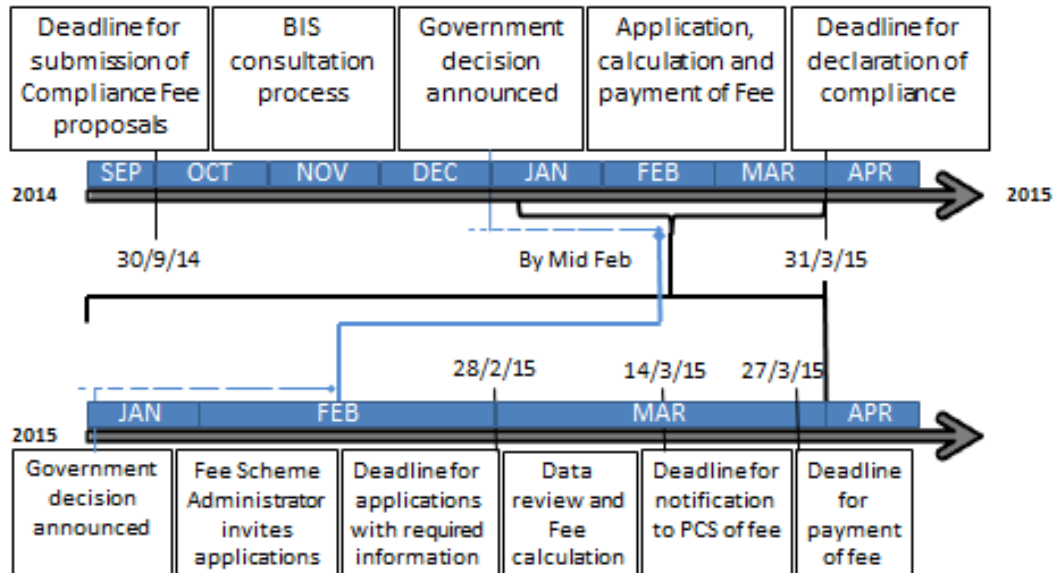 Deadline for
submission of
Compliance Fee
proposals
BIS
consultation
process
Government
decision
announced
Application,
calculation and
payment of Fee
Deadline for
declaration of
compliance
SEP OCT NOV DEC JAN FEB MAR APR
2014
2015
30/9/14
By Mid Feb
31/3/15
28/2/15
14/3/15
27/3/15
JAN FEB MAR APR
2015
Government
decision
announced
Fee Scheme
Administrator
invites
applications
Deadline for
applications
with required
information
Data
review and
Fee
calculation
Deadline for
notification
to PCS of fee
Deadline
for
payment
of fee